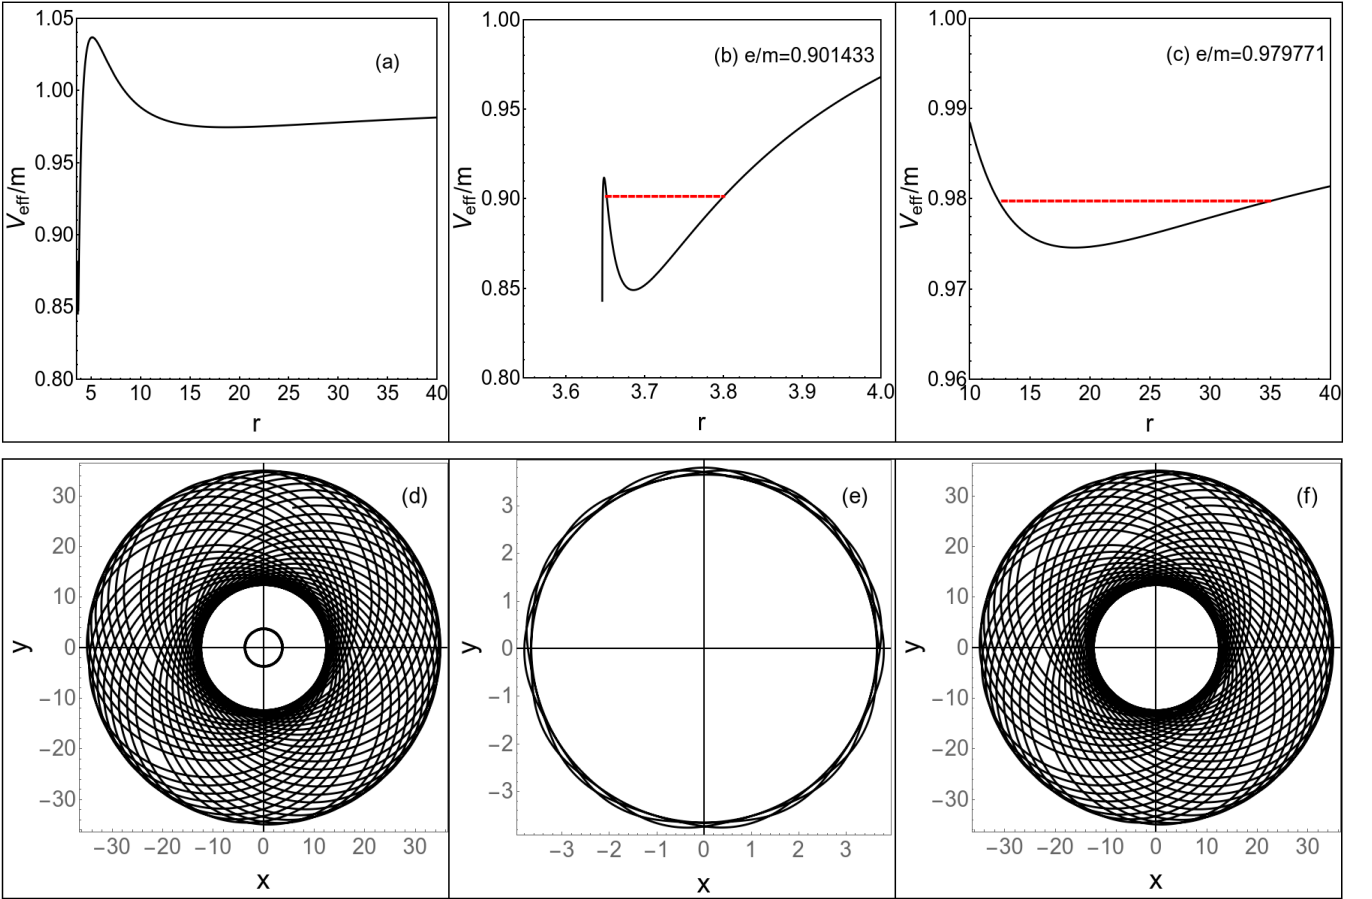 1.05
1.00
0.95
0.90
0.85
0.80
V_eff/m
(a)
5 10 15 20 25 30 35 40
r
1.00
0.95
0.90
0.85
0.80
V_eff/m
(b) e/m=0.901433
3.6 3.7 3.8 3.9 4.0
r
1.00
0.99
0.98
0.97
0.96
V_eff/m
(c) e/m=0.979771
10 15 20 25 30 35 40
r
30
20
10
0
−10
−20
−30
y
(d)
−30 −20 −10 0 10 20 30
x
3
2
1
0
−1
−2
−3
y
(e)
−3 −2 −1 0 1 2 3
x
30
20
10
0
−10
−20
−30
y
(f)
−30 −20 −10 0 10 20 30
x